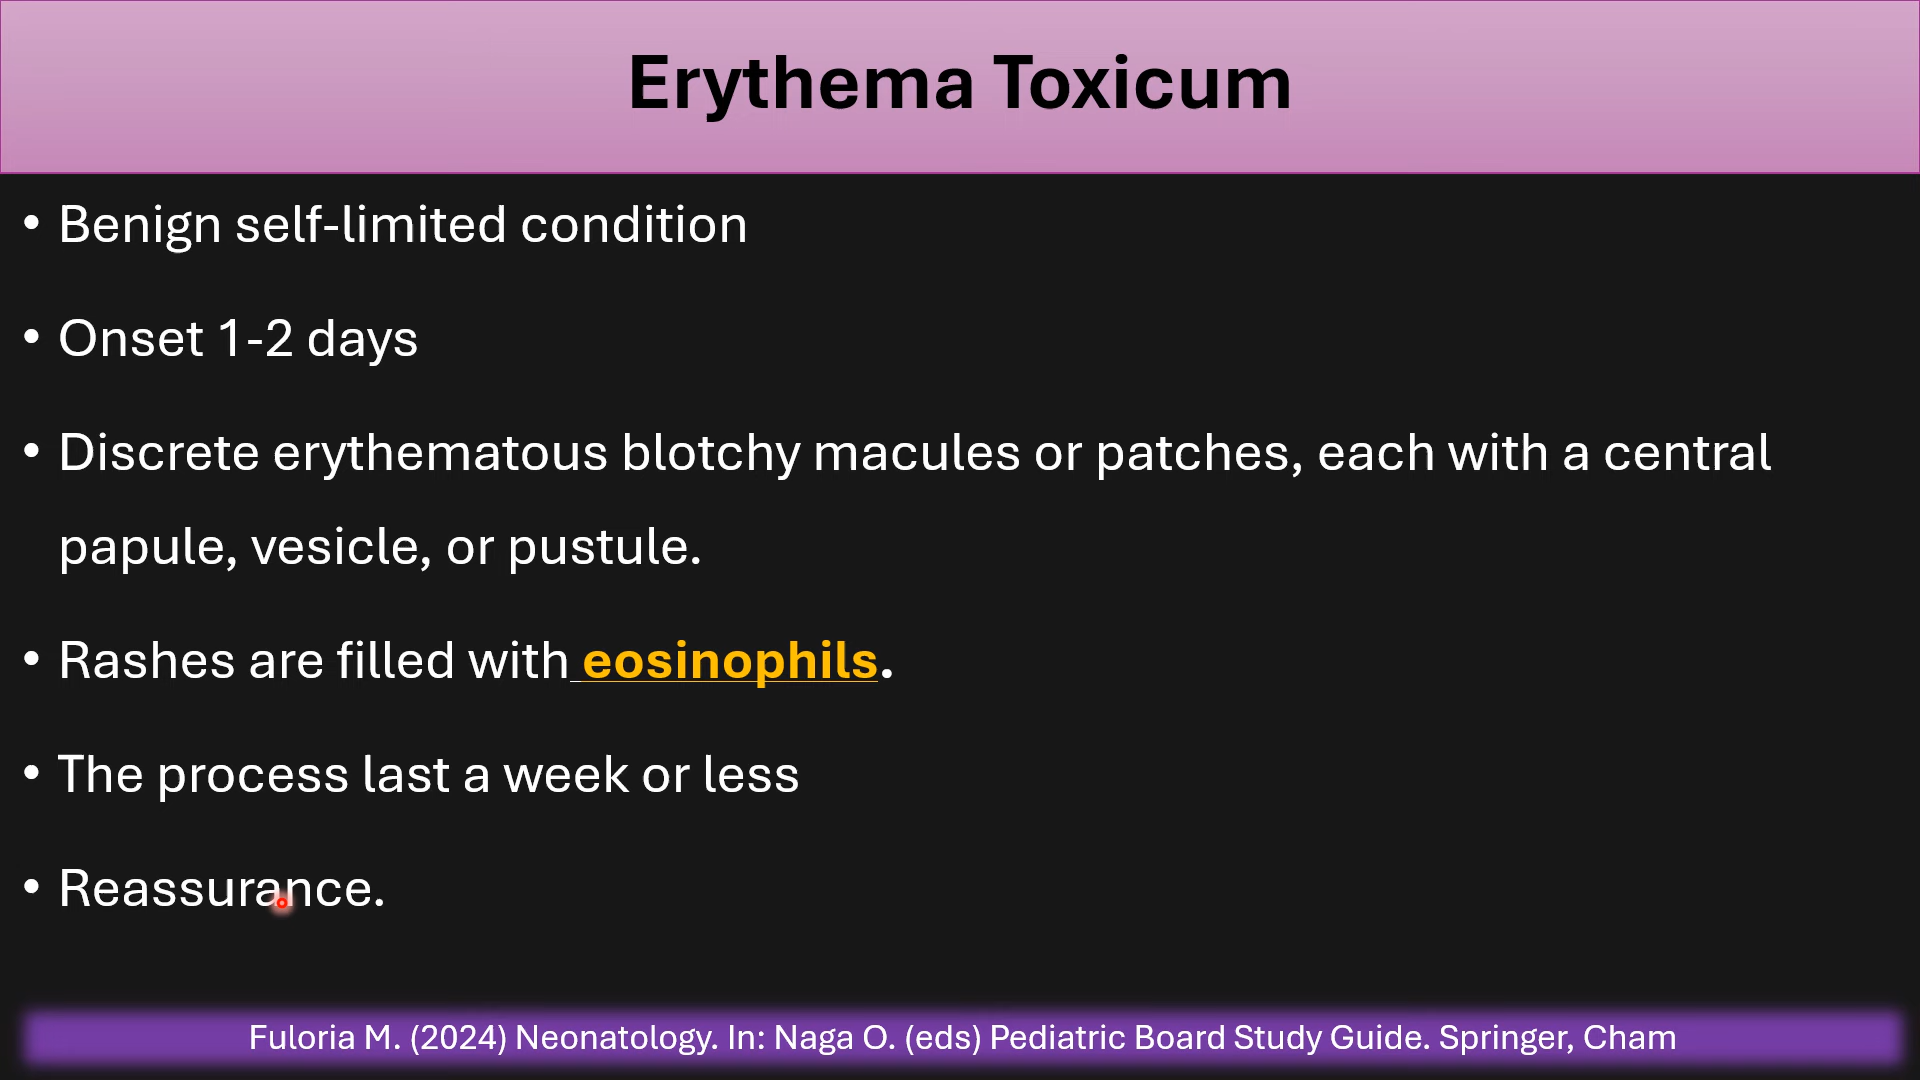 Erythema Toxicum
• Benign self-limited condition
• Onset 1-2 days
• Discrete erythematous blotchy macules or patches, each with a central
papule, vesicle, or pustule.
• Rashes are filled with eosinophils.
• The process last a week or less
• Reassurance.
Fuloria M. (2024) Neonatology. In: Naga O. (eds) Pediatric Board Study Guide. Springer, Cham